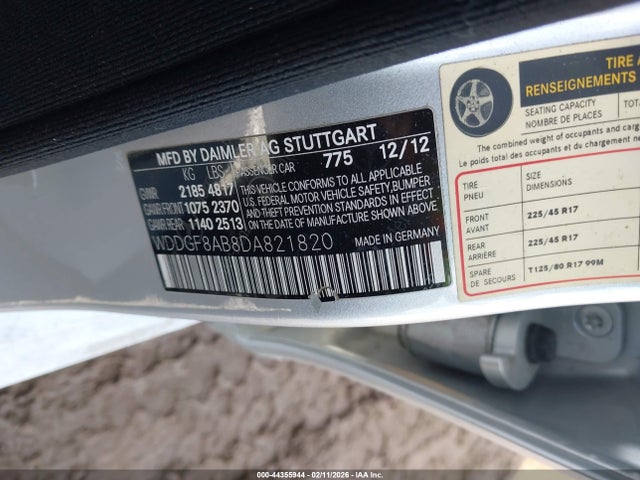 MFD BY DAIMLER AG STUTTGART
KG LBS PASSENGER CAR 775 12/12
GVWR 2185 4817
GAWR FRONT 1075 2370
GAWR REAR 1140 2513
THIS VEHICLE CONFORMS TO ALL APPLICABLE
U.S. FEDERAL MOTOR VEHICLE SAFETY, BUMPER
AND THEFT PREVENTION STANDARDS IN EFFECT
ON THE DATE OF MANUFACTURE SHOWN ABOVE.
WDDGF8AB8DA821820
MADE IN GERMANY
TIRE A
RENSEIGNEMENTS
SEATING CAPACITY
NOMBRE DE PLACES
TOT
The combined weight of occupants and cargo
Le poids total des occupants et du char
TIRE
PNEU
SIZE
DIMENSIONS
FRONT
AVANT
225/45 R17
REAR
AR
225/45 R17
SPARE
DE SECOURS
T125/80 R17 99M
000-44355944 - 02/11/2026 - IAA Inc.